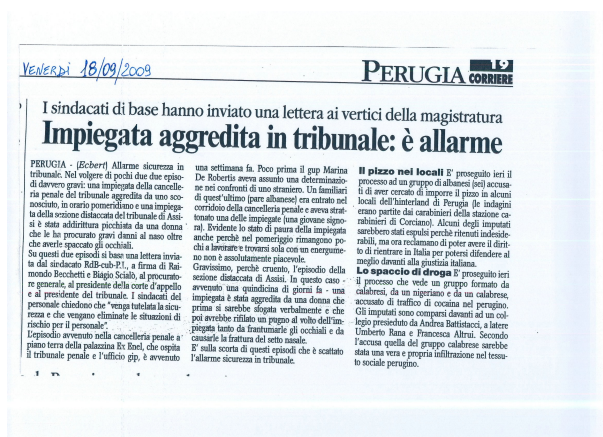 VENERDÌ 18/09/2009
PERUGIA 19
CORRIERE
I sindacati di base hanno inviato una lettera ai vertici della magistratura
Impiegata aggredita in tribunale: è allarme
PERUGIA - (Ecbert) Allarme sicurezza in
tribunale. Nel volgere di pochi due due epi-
sodi davvero gravi: una impiegata della cancelle-
ria penale del tribunale aggredita da uno sco-
nosciuto, in orario pomeridiano e una impiega-
ta della sezione distaccata del tribunale di Assi-
si è stata addirittura picchiata da una donna
che le ha procurato gravi danni al naso oltre
che averle spaccato gli occhiali.
Su questi due episodi si basa una lettera invia-
ta dal sindacato RdB-cub-P.I., a firma di Rai-
mondo Becchetti e Biagio Scialò, al procurato-
re generale, al presidente della corte d'appello
e al presidente del tribunale. I sindacati del
personale chiedono che "venga tutelata la sicu-
rezza e che vengano eliminate le situazioni di
rischio per il personale".
L'episodio avvenuto nella cancelleria penale a
piano terra della palazzina Ex Enel, che ospita
il tribunale penale e l'ufficio gip, è avvenuto
una settimana fa. Poco prima il gup Marina
De Robertis aveva assunto una determinazio-
ne nei confronti di uno straniero. Un familiari
di quest'ultimo (pare albanese) era entrato nel
corridoio della cancelleria penale e aveva strat-
tonato una delle impiegate (una giovane signo-
ra). Evidente lo stato di paura della impiegata
anche perchè nel pomeriggio rimangono po-
chi a lavorare e trovarsi sola con un energume-
no non è assolutamente piacevole.
Gravissimo, perchè cruento, l'episodio della
sezione distaccata di Assisi. In questo caso -
avvenuto una quindicina di giorni fa - una
impiegata è stata aggredita da una donna che
prima si sarebbe sfogata verbalmente e che
poi avrebbe rifilato un pugno al volto dell'im-
piegata tanto da frantumarle gli occhiali e da
causarle la frattura del setto nasale.
E' sulla scorta di questi episodi che è scattato
l'allarme sicurezza in tribunale.
Il pizzo nei locali E' proseguito ieri il
processo ad un gruppo di albanesi (sei) accusa-
ti di aver cercato di imporre il pizzo in alcuni
locali dell'hinterland di Perugia (le indagini
erano partite dai carabinieri della stazione ca-
rabinieri di Corciano). Alcuni degli imputati
sarebbero stati espulsi perchè ritenuti indeside-
rabili, ma ora reclamano di poter avere il dirit-
to di rientrare in Italia per potersi difendere al
meglio davanti alla giustizia italiana.
Lo spaccio di droga E' proseguito ieri
il processo che vede un gruppo formato da
calabresi, da un nigeriano e da un calabrese,
accusato di traffico di cocaina nel perugino.
Gli imputati sono comparsi davanti ad un col-
legio presieduto da Andrea Battistacci, a latere
Umberto Rana e Francesca Altrui. Secondo
l'accusa quella del gruppo calabrese sarebbe
stata una vera e propria infiltrazione nel tessu-
to sociale perugino.